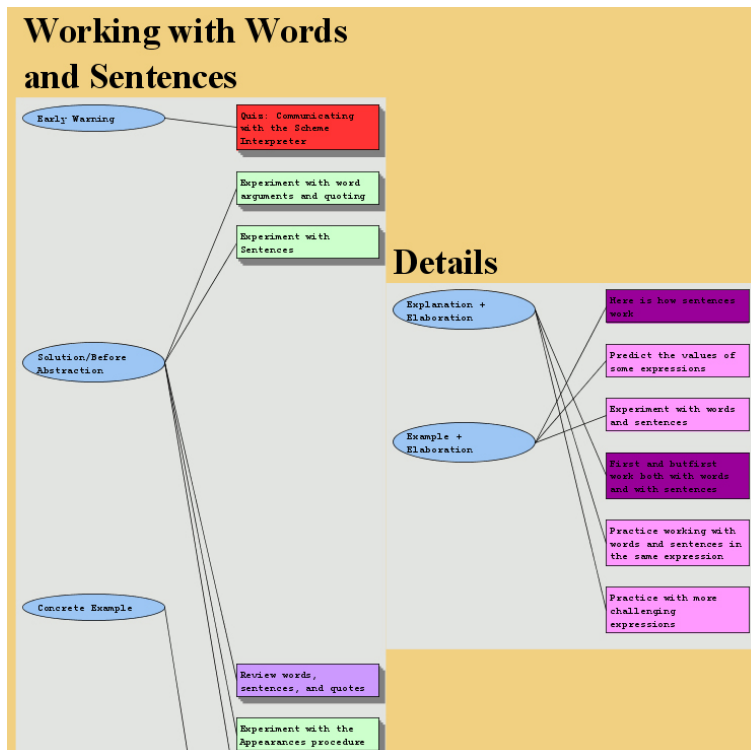 Working with Words
and Sentences
Early Warning
Quiz: Communicating
with the Scheme
Interpreter
Experiment with word
arguments and quoting
Experiment with
Sentences
Solution/Before
Abstraction
Concrete Example
Review words,
sentences, and quotes
Experiment with the
Appearances procedure
Details
Explanation +
Elaboration
Here is how sentences
work
Predict the values of
some expressions
Example +
Elaboration
Experiment with words
and sentences
First and butfirst
work both with words
and with sentences
Practice working with
words and sentences in
the same expression
Practice with more
challenging
expressions